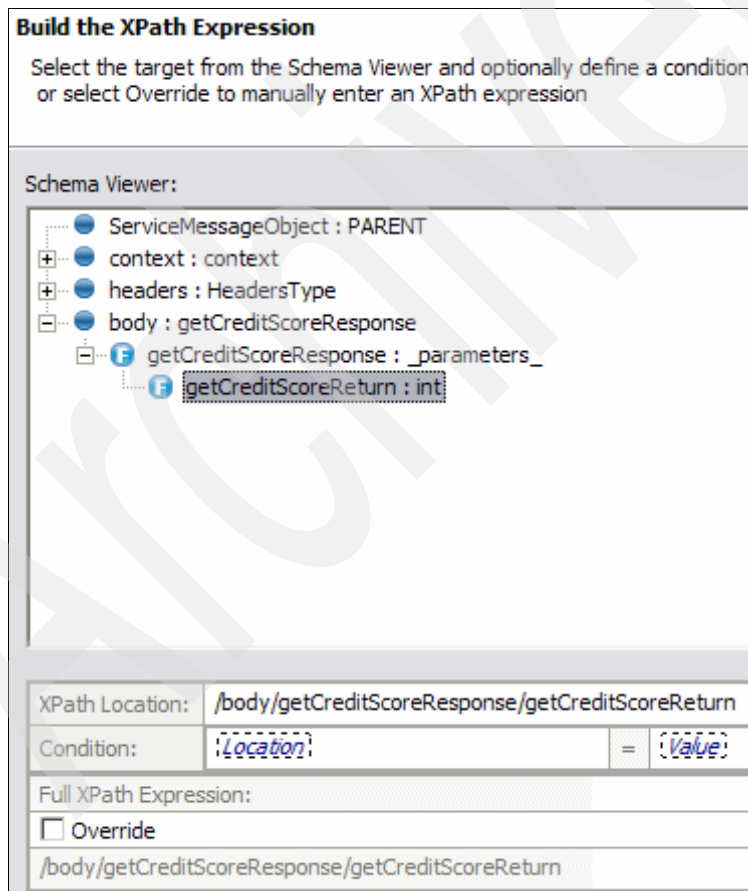 Build the XPath Expression
Select the target from the Schema Viewer and optionally define a condition
or select Override to manually enter an XPath expression
Schema Viewer:
ServiceMessageObject : PARENT
context : context
headers : HeadersType
body : getCreditScoreResponse
getCreditScoreResponse : _parameters_
getCreditScoreReturn : int
XPath Location: /body/getCreditScoreResponse/getCreditScoreReturn
Condition: Location = Value
Full XPath Expression:
Override
/body/getCreditScoreResponse/getCreditScoreReturn